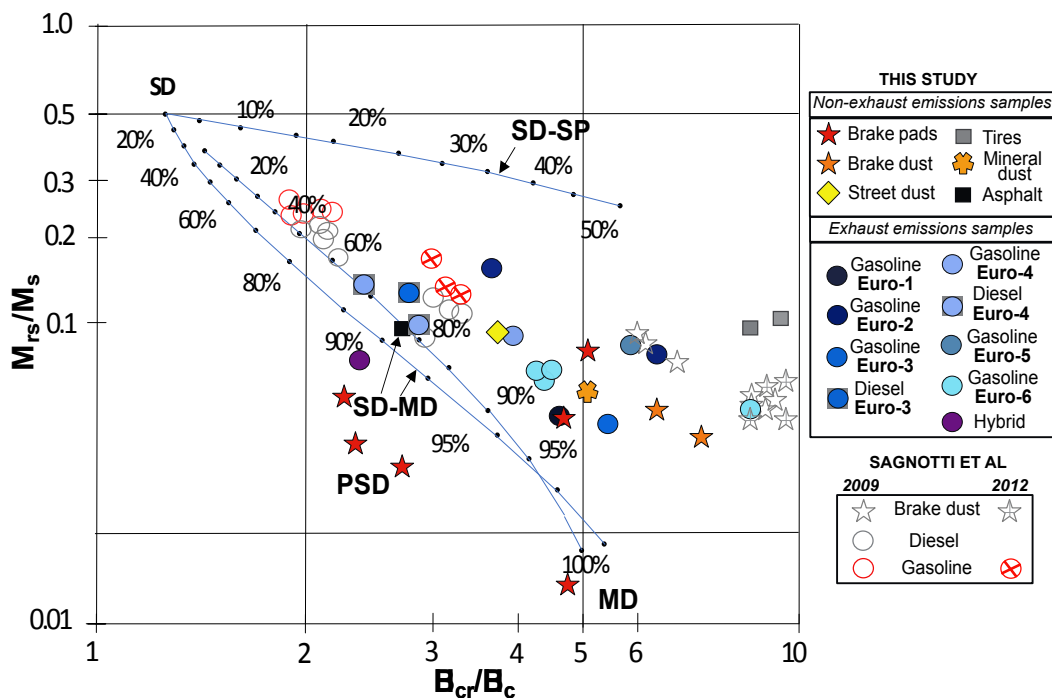 1.0
0.5
0.3
0.2
0.1
0.01
Mrs/Ms
1
2
3
4
5
6
7
10
Bcr/Bc
SD
10%
20%
SD-SP
30%
40%
50%
20%
40%
60%
80%
90%
20%
40%
60%
80%
90%
95%
95%
100%
SD-MD
PSD
MD
THIS STUDY
Non-exhaust emissions samples
Brake pads
Tires
Brake dust
Mineral
dust
Street dust
Asphalt
Exhaust emissions samples
Gasoline
Euro-1
Gasoline
Euro-4
Gasoline
Euro-2
Diesel
Euro-4
Gasoline
Euro-3
Gasoline
Euro-5
Diesel
Euro-3
Gasoline
Euro-6
Hybrid
SAGNOTTI ET AL
2009 2012
Brake dust
Diesel
Gasoline